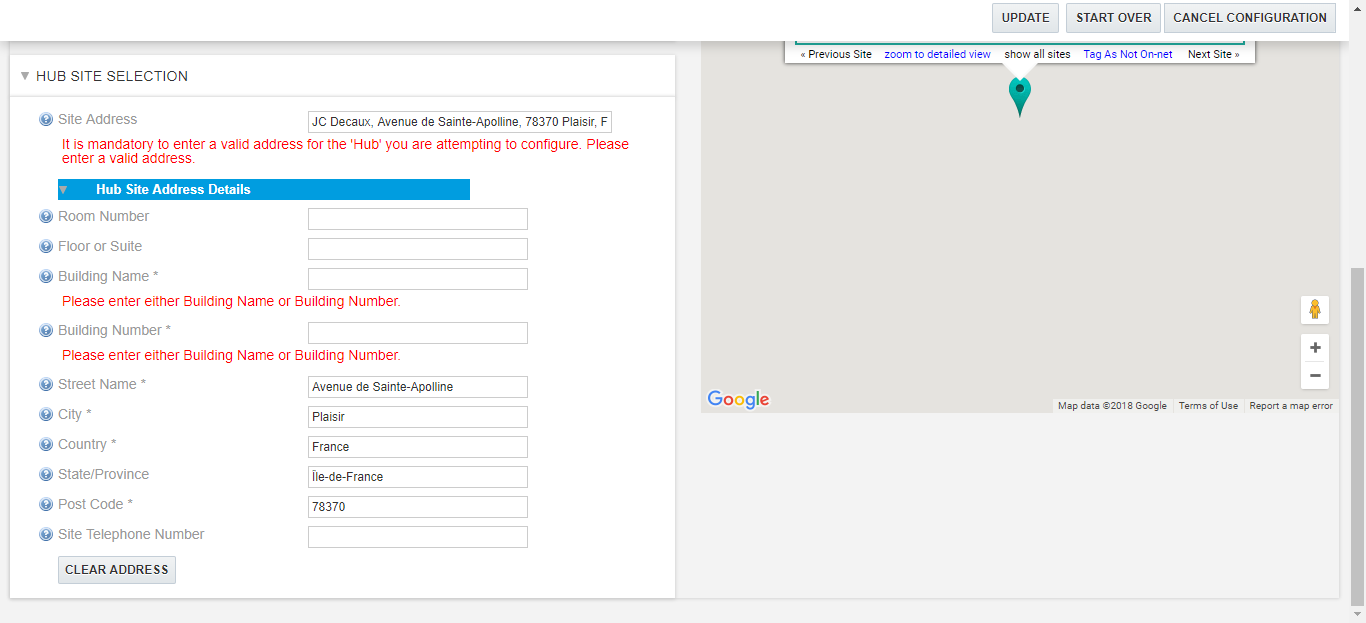 UPDATE START OVER CANCEL CONFIGURATION
« Previous Site zoom to detailed view show all sites Tag As Not On-net Next Site »
HUB SITE SELECTION
Site Address JC Decaux, Avenue de Sainte-Apolline, 78370 Plaisir, F
It is mandatory to enter a valid address for the 'Hub' you are attempting to configure. Please
enter a valid address.
Hub Site Address Details
Room Number
Floor or Suite
Building Name *
Please enter either Building Name or Building Number.
Building Number *
Please enter either Building Name or Building Number.
Street Name * Avenue de Sainte-Apolline
City * Plaisir
Country * France
State/Province Île-de-France
Post Code * 78370
Site Telephone Number
CLEAR ADDRESS
Google
Map data ©2018 Google Terms of Use Report a map error